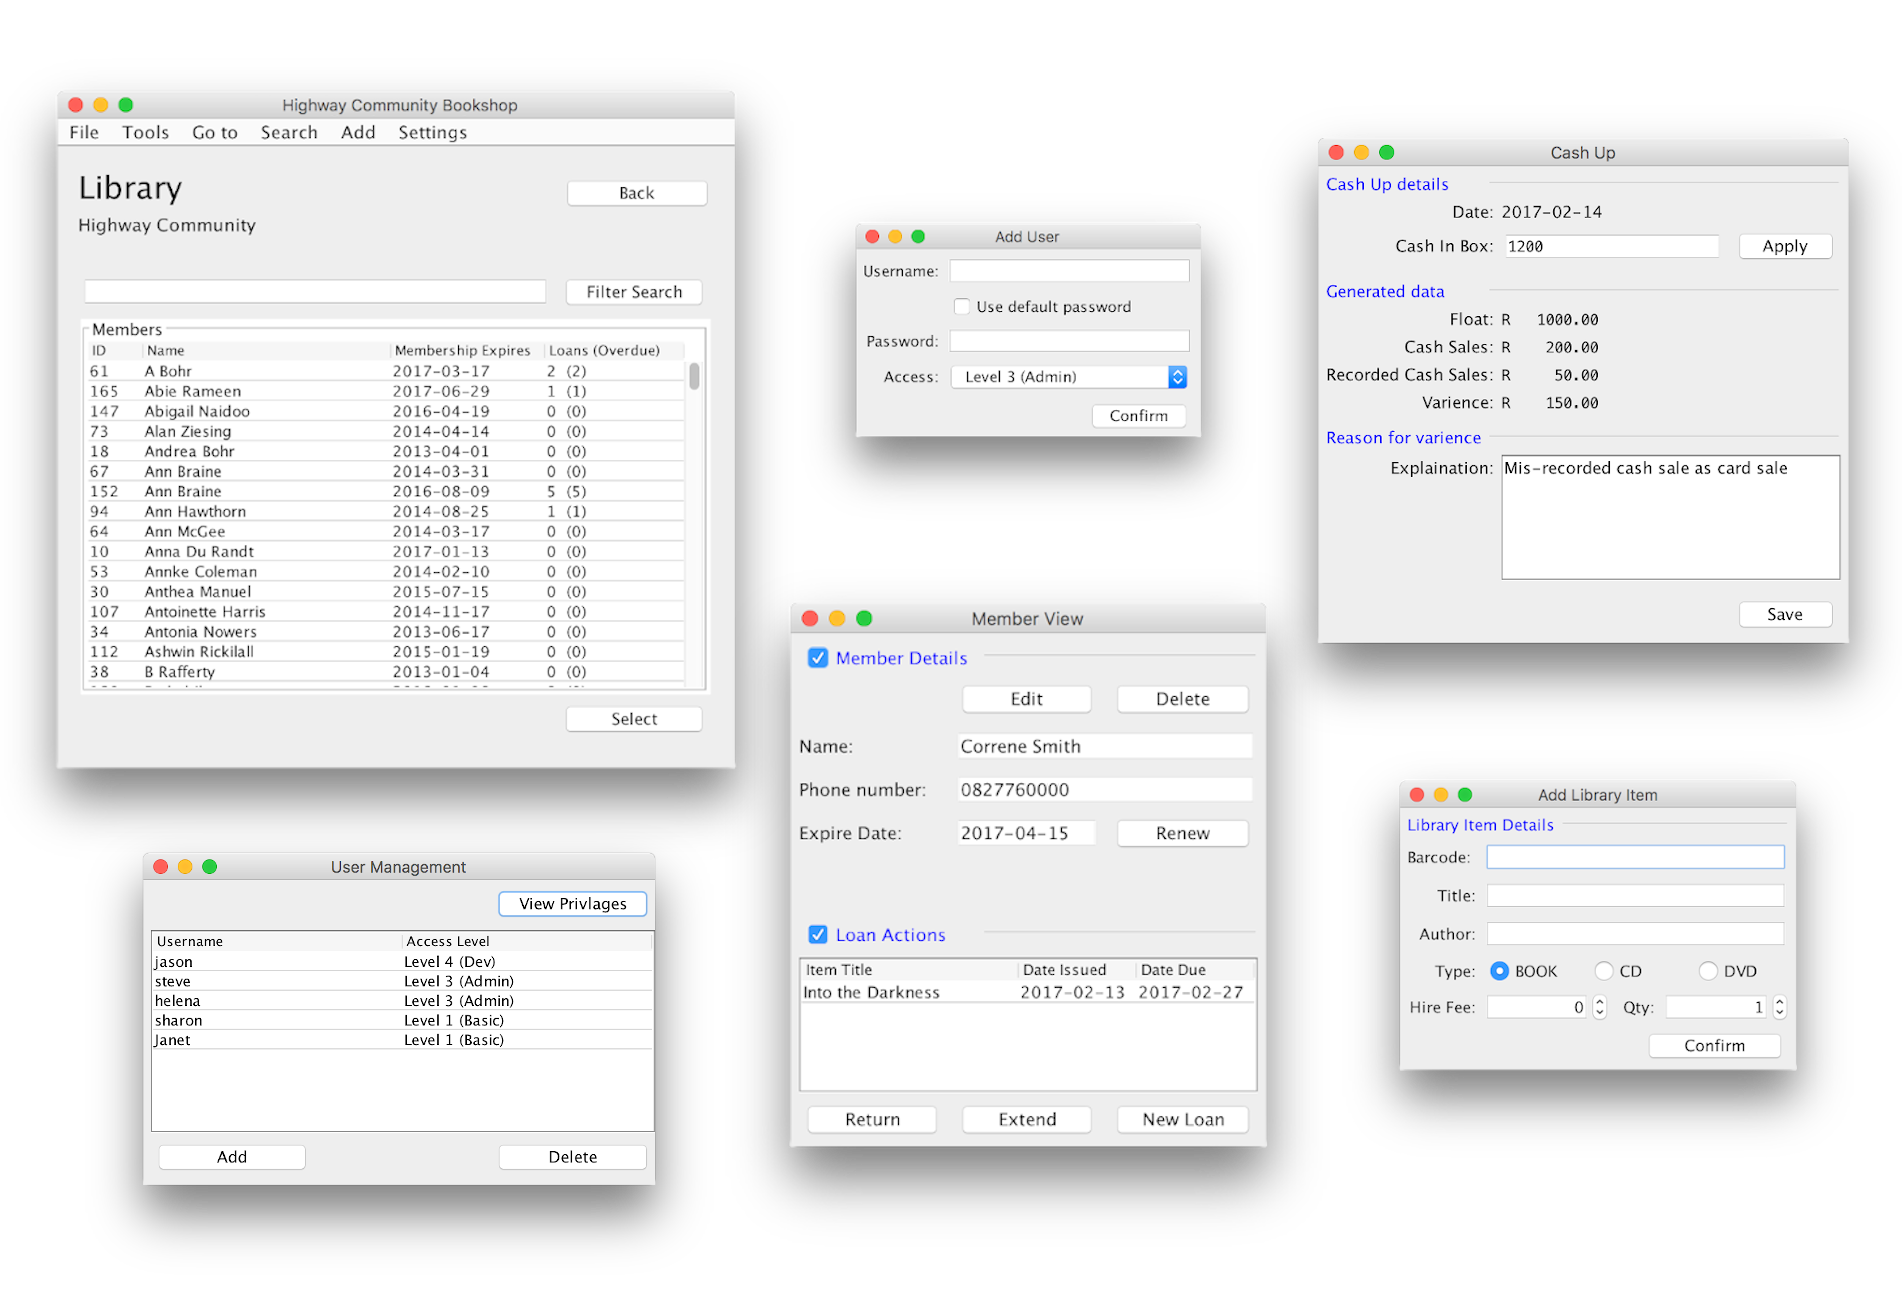 Highway Community Bookshop
File Tools Go to Search Add Settings
Library
Back
Highway Community
Filter Search
Members
ID Name Membership Expires Loans (Overdue)
61 A Bohr 2017-03-17 2 (2)
165 Abie Rameen 2017-06-29 1 (1)
147 Abigail Naidoo 2016-04-19 0 (0)
73 Alan Ziesing 2014-04-14 0 (0)
18 Andrea Bohr 2013-04-01 0 (0)
67 Ann Braine 2014-03-31 0 (0)
152 Ann Braine 2016-08-09 5 (5)
94 Ann Hawthorn 2014-08-25 1 (1)
64 Ann McGee 2014-03-17 0 (0)
10 Anna Du Randt 2017-01-13 0 (0)
53 Annke Coleman 2014-02-10 0 (0)
30 Anthea Manuel 2015-07-15 0 (0)
107 Antoinette Harris 2014-11-17 0 (0)
34 Antonia Nowers 2013-06-17 0 (0)
112 Ashwin Rickilall 2015-01-19 0 (0)
38 B Rafferty 2013-01-04 0 (0)
Select
Add User
Username:
Use default password
Password:
Access: Level 3 (Admin)
Confirm
Cash Up
Cash Up details
Date: 2017-02-14
Cash In Box: 1200 Apply
Generated data
Float: R 1000.00
Cash Sales: R 200.00
Recorded Cash Sales: R 50.00
Varience: R 150.00
Reason for varience
Explaination: Mis-recorded cash sale as card sale
Save
User Management
View Privlages
Username Access Level
jason Level 4 (Dev)
steve Level 3 (Admin)
helena Level 3 (Admin)
sharon Level 1 (Basic)
Janet Level 1 (Basic)
Add Delete
Member View
Member Details
Edit Delete
Name: Correne Smith
Phone number: 0827760000
Expire Date: 2017-04-15 Renew
Loan Actions
Item Title Date Issued Date Due
Into the Darkness 2017-02-13 2017-02-27
Return Extend New Loan
Add Library Item
Library Item Details
Barcode:
Title:
Author:
Type: BOOK CD DVD
Hire Fee: 0 Qty: 1
Confirm